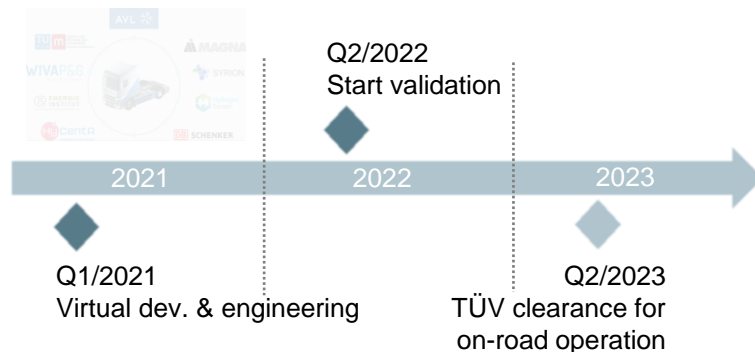 AVL
MAGNA
WIVAP&G
SCHENKER
Q2/2022
Start validation
2021
2022
2023
Q1/2021
Virtual dev. & engineering
Q2/2023
TÜV clearance for
on-road operation